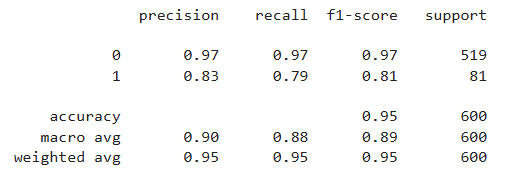 precision recall f1-score support
0 0.97 0.97 0.97 519
1 0.83 0.79 0.81 81
accuracy 0.95 600
macro avg 0.90 0.88 0.89 600
weighted avg 0.95 0.95 0.95 600